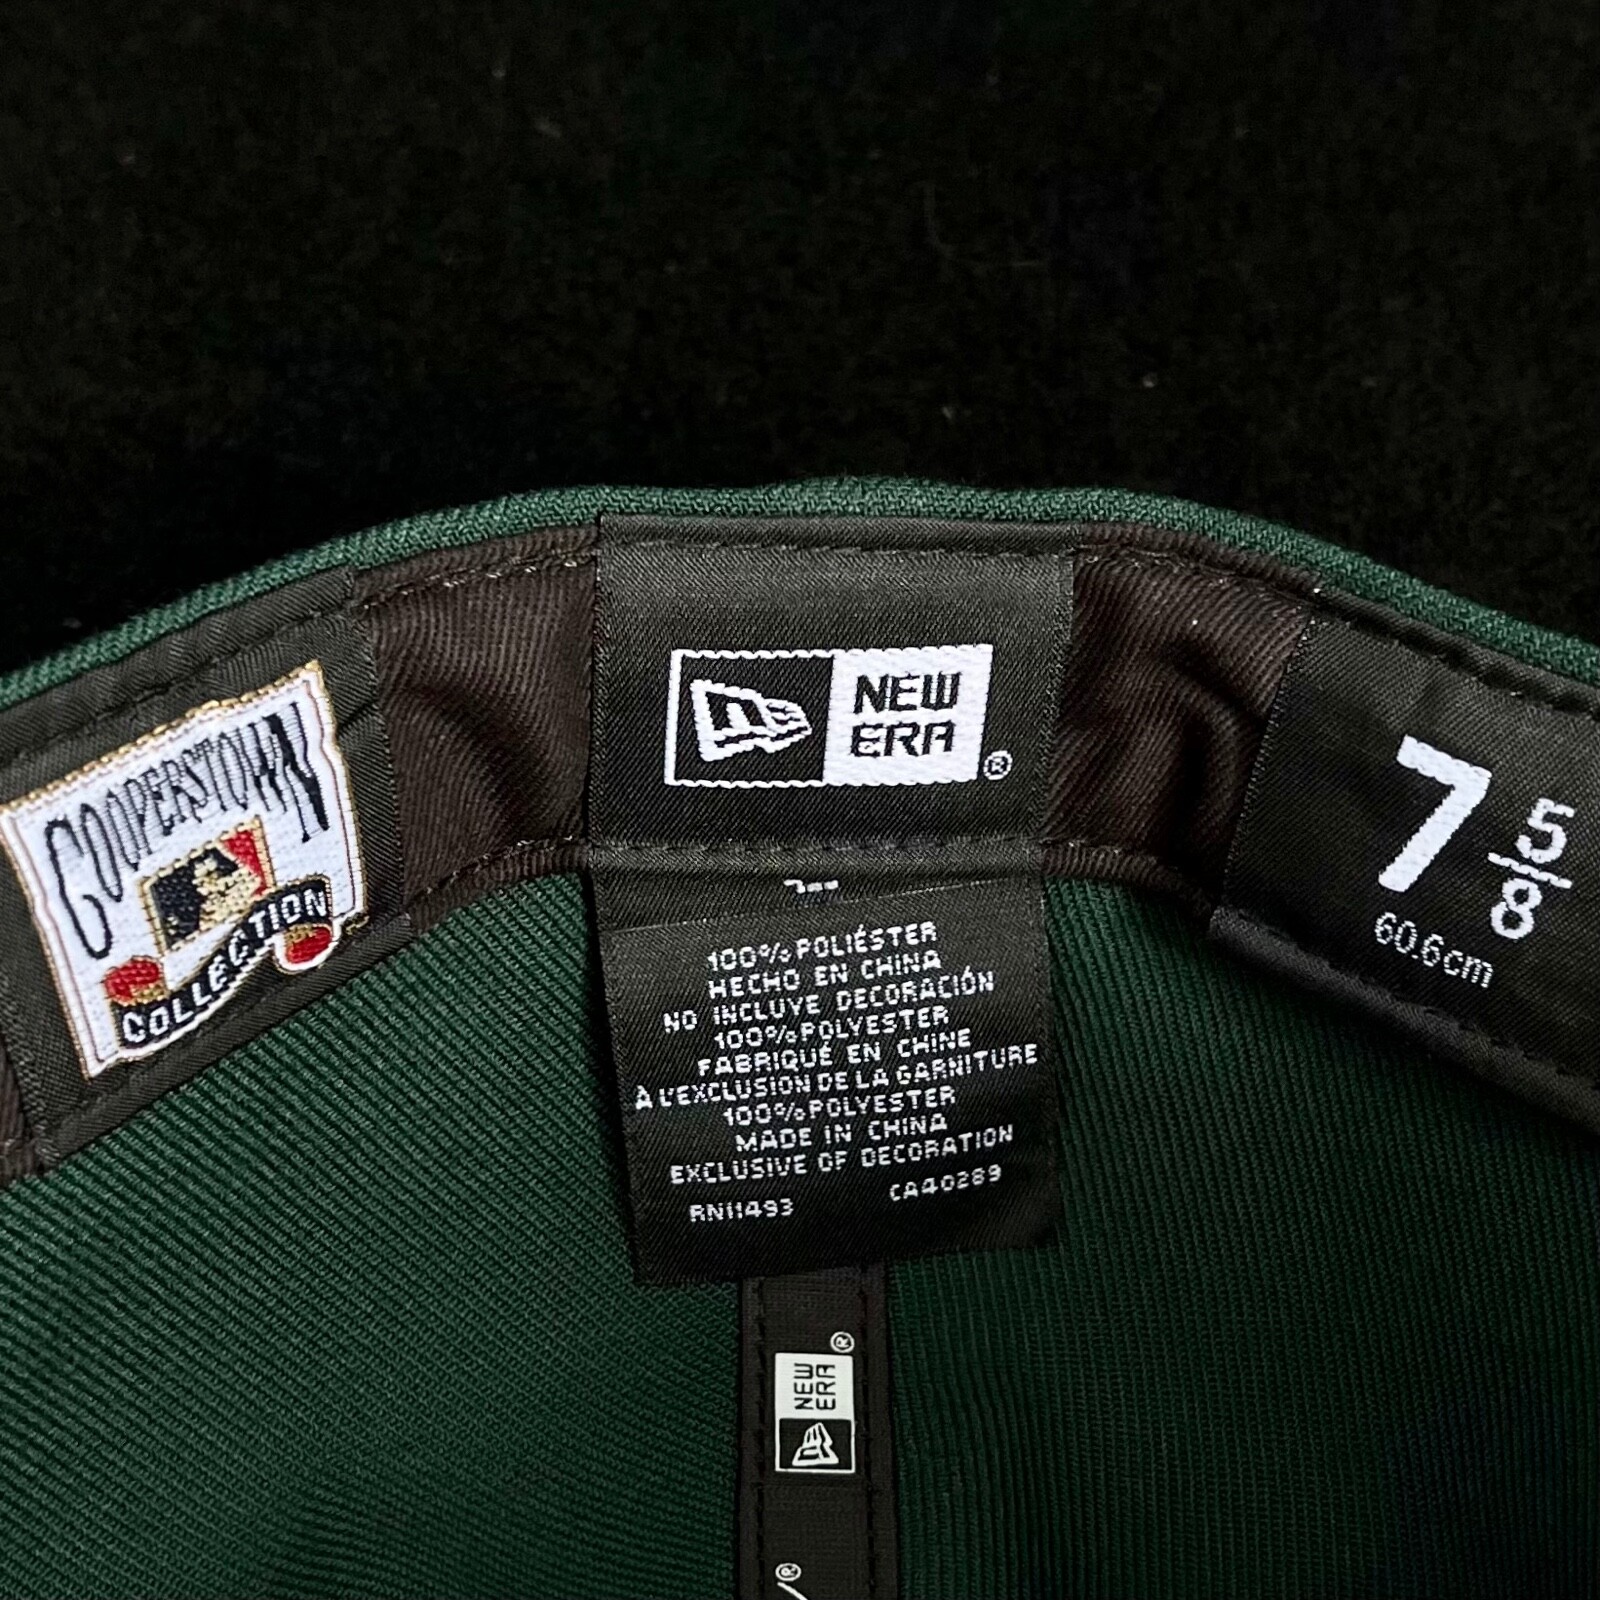 COOPERSTOWN
COLLECTION
NEW
ERA
®
7 5/8
60.6cm
100% POLIÉSTER
HECHO EN CHINA
NO INCLUYE DECORACIÓN
100% POLYESTER
FABRIQUÉ EN CHINE
À L'EXCLUSION DE LA GARNITURE
100% POLYESTER
MADE IN CHINA
EXCLUSIVE OF DECORATION
RN11493 CA40289
NEW
ERA
®
®